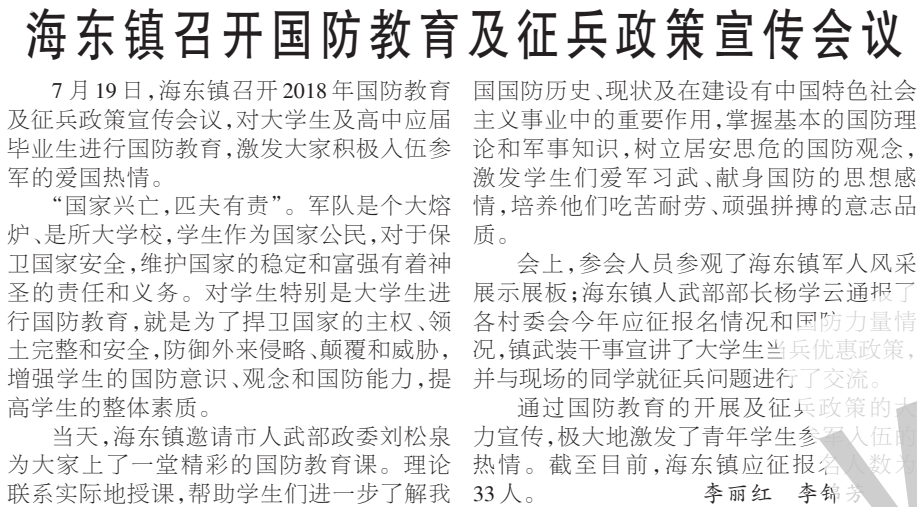 海东镇召开国防教育及征兵政策宣传会议
7月19日,海东镇召开2018年国防教育
及征兵政策宣传会议,对大学生及高中应届
毕业生进行国防教育,激发大家积极入伍参
军的爱国热情。
“国家兴亡,匹夫有责”。军队是个大熔
炉、是所大学校,学生作为国家公民,对于保
卫国家安全,维护国家的稳定和富强有着神
圣的责任和义务。对学生特别是大学生进
行国防教育,就是为了捍卫国家的主权、领
土完整和安全,防御外来侵略、颠覆和威胁,
增强学生的国防意识、观念和国防能力,提
高学生的整体素质。
当天,海东镇邀请市人武部政委刘松泉
为大家上了一堂精彩的国防教育课。理论
联系实际地授课,帮助学生们进一步了解我
国国防历史、现状及在建设有中国特色社会
主义事业中的重要作用,掌握基本的国防理
论和军事知识,树立居安思危的国防观念,
激发学生们爱军习武、献身国防的思想感
情,培养他们吃苦耐劳、顽强拼搏的意志品
质。
会上,参会人员参观了海东镇军人风采
展示展板;海东镇人武部部长杨学云通报了
各村委会今年应征报名情况和国防力量情
况,镇武装干事宣讲了大学生当兵优惠政策,
并与现场的同学就征兵问题进行了交流。
通过国防教育的开展及征兵政策的大
力宣传,极大地激发了青年学生参军入伍的
热情。截至目前,海东镇应征报名人数为
33人。 李丽红 李锦芳